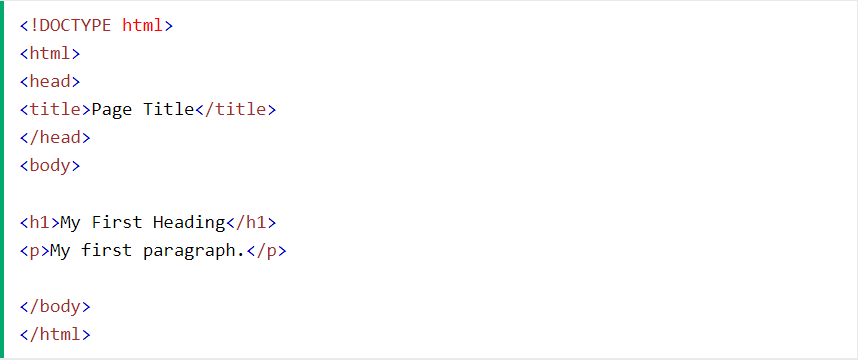 <!DOCTYPE html>
<html>
<head>
<title>Page Title</title>
</head>
<body>
<h1>My First Heading</h1>
<p>My first paragraph.</p>
</body>
</html>